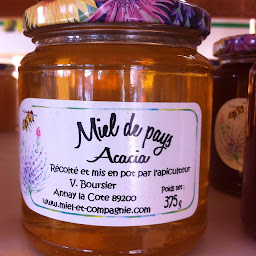 Miel de pays
Acacia
Récolté et mis en pot par l'apiculteur
V. Boursier
Annay la Cote 89200
www.miel-et-compagnie.com
Poids net :
375 g